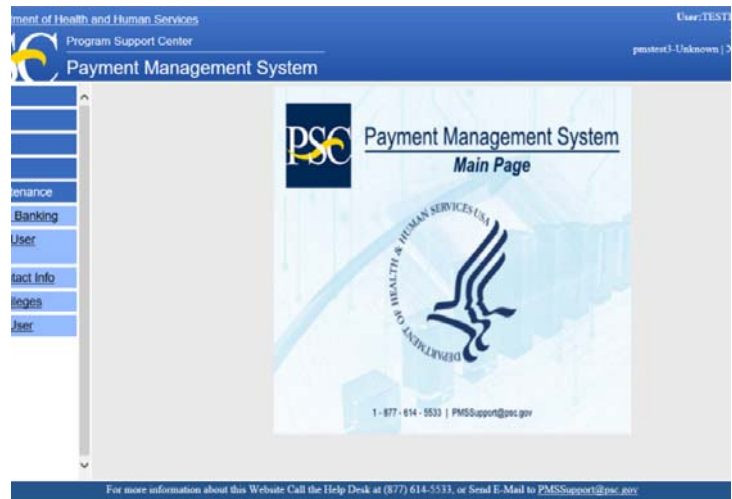 tment of Health and Human Services
User:TEST
PSC
Program Support Center
pmstest3-Unknown | X
Payment Management System
tenance
Banking
User
tact Info
ileges
User
PSC
Payment Management System
Main Page
DEPARTMENT OF HEALTH & HUMAN SERVICES USA
1 - 877 - 614 - 5533 | PMSSupport@psc.gov
For more information about this Website Call the Help Desk at (877) 614-5533, or Send E-Mail to PMSSupport@psc.gov